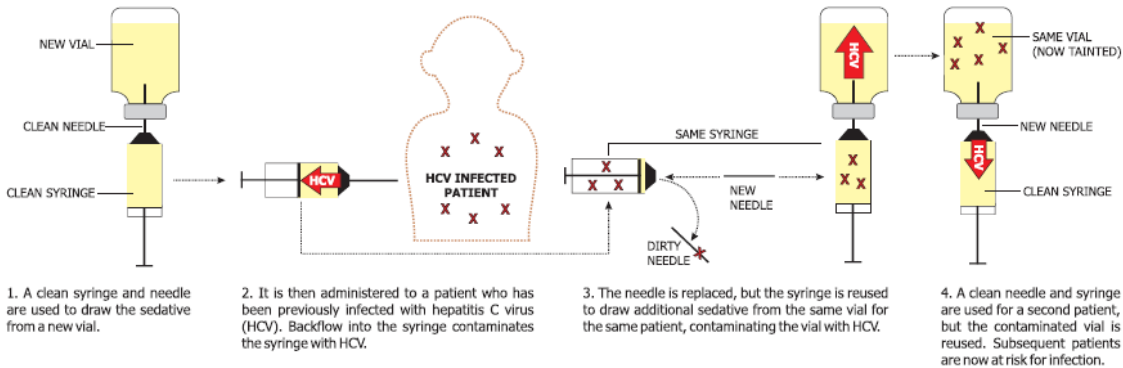 NEW VIAL
CLEAN NEEDLE
CLEAN SYRINGE
HCV
HCV INFECTED
PATIENT
SAME SYRINGE
NEW
NEEDLE
DIRTY
NEEDLE
HCV
SAME VIAL
(NOW TAINTED)
NEW NEEDLE
HCV
CLEAN SYRINGE
1. A clean syringe and needle
are used to draw the sedative
from a new vial.
2. It is then administered to a patient who has
been previously infected with hepatitis C virus
(HCV). Backflow into the syringe contaminates
the syringe with HCV.
3. The needle is replaced, but the syringe is reused
to draw additional sedative from the same vial for
the same patient, contaminating the vial with HCV.
4. A clean needle and syringe
are used for a second patient,
but the contaminated vial is
reused. Subsequent patients
are now at risk for infection.